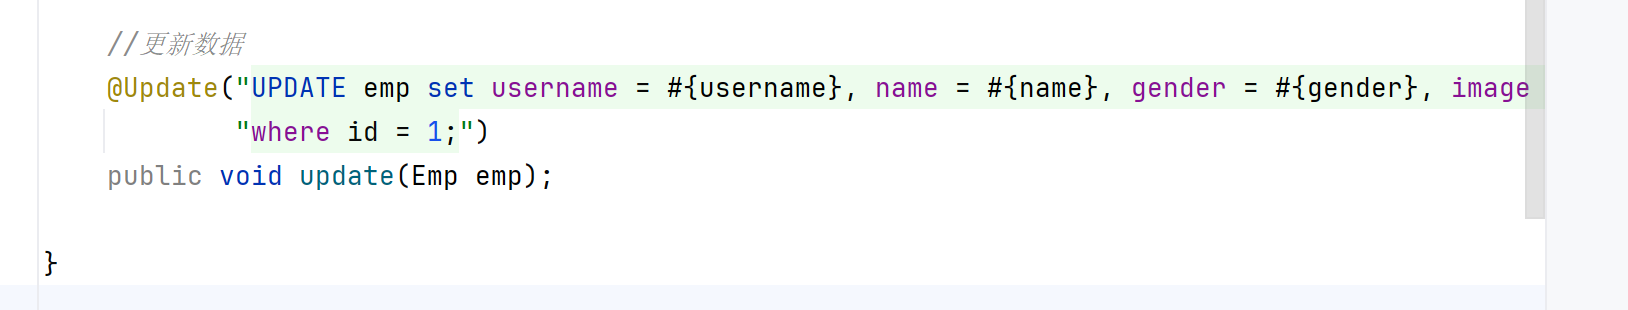 //更新数据
@Update("UPDATE emp set username = #{username}, name = #{name}, gender = #{gender}, image
"where id = 1;")
public void update(Emp emp);
}